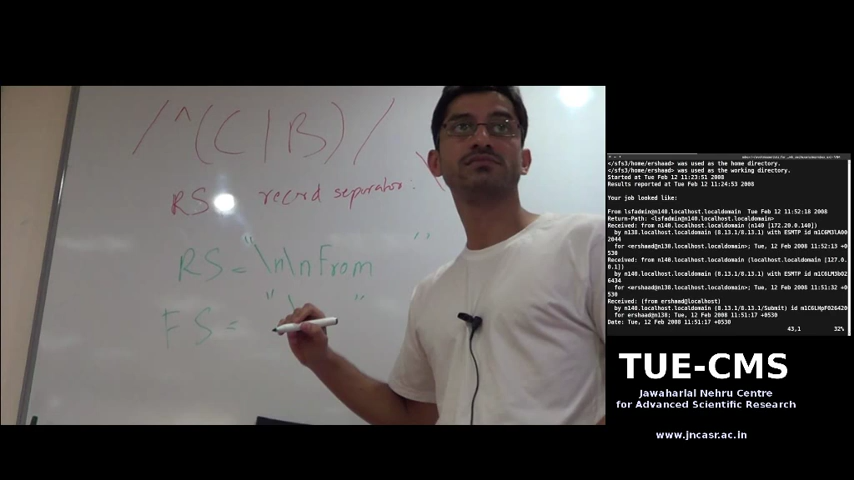 /^(C|B)/
RS = record separator: \
RS = "\n\nFrom "
FS = "\ "
</sfs3/home/ershaad> was used as the home directory.
</sfs3/home/ershaad> was used as the working directory.
Started at Tue Feb 12 11:23:51 2008
Results reported at Tue Feb 12 11:24:53 2008
Your job looked like:
From lsfadmin@n140.localhost.localdomain Tue Feb 12 11:52:18 2008
Return-Path: <lsfadmin@n140.localhost.localdomain>
Received: from n140.localhost.localdomain (n140 [172.20.0.140])
by n138.localhost.localdomain (8.13.1/8.13.1) with ESMTP id
2044
for <ershaad@n130.localhost.localdomain>; Tue, 12 Feb 2008 11:52:13 +0
530
Received: from n140.localhost.localdomain (localhost.localdomain [127.0.
0.1])
by n140.localhost.localdomain (8.13.1/8.13.1) with ESMTP id
6434
for <ershaad@n138.localhost.localdomain>; Tue, 12 Feb 2008 11:51:32 +0
530
Received: (from ershaad@localhost)
by n140.localhost.localdomain (8.13.1/8.13.1/Submit) id
for ershaad@n138; Tue, 12 Feb 2008 11:51:17 +0530
Date: Tue, 12 Feb 2008 11:51:17 +0530
43,1 32%
TUE-CMS
Jawaharlal Nehru Centre
for Advanced Scientific Research
www.jncasr.ac.in